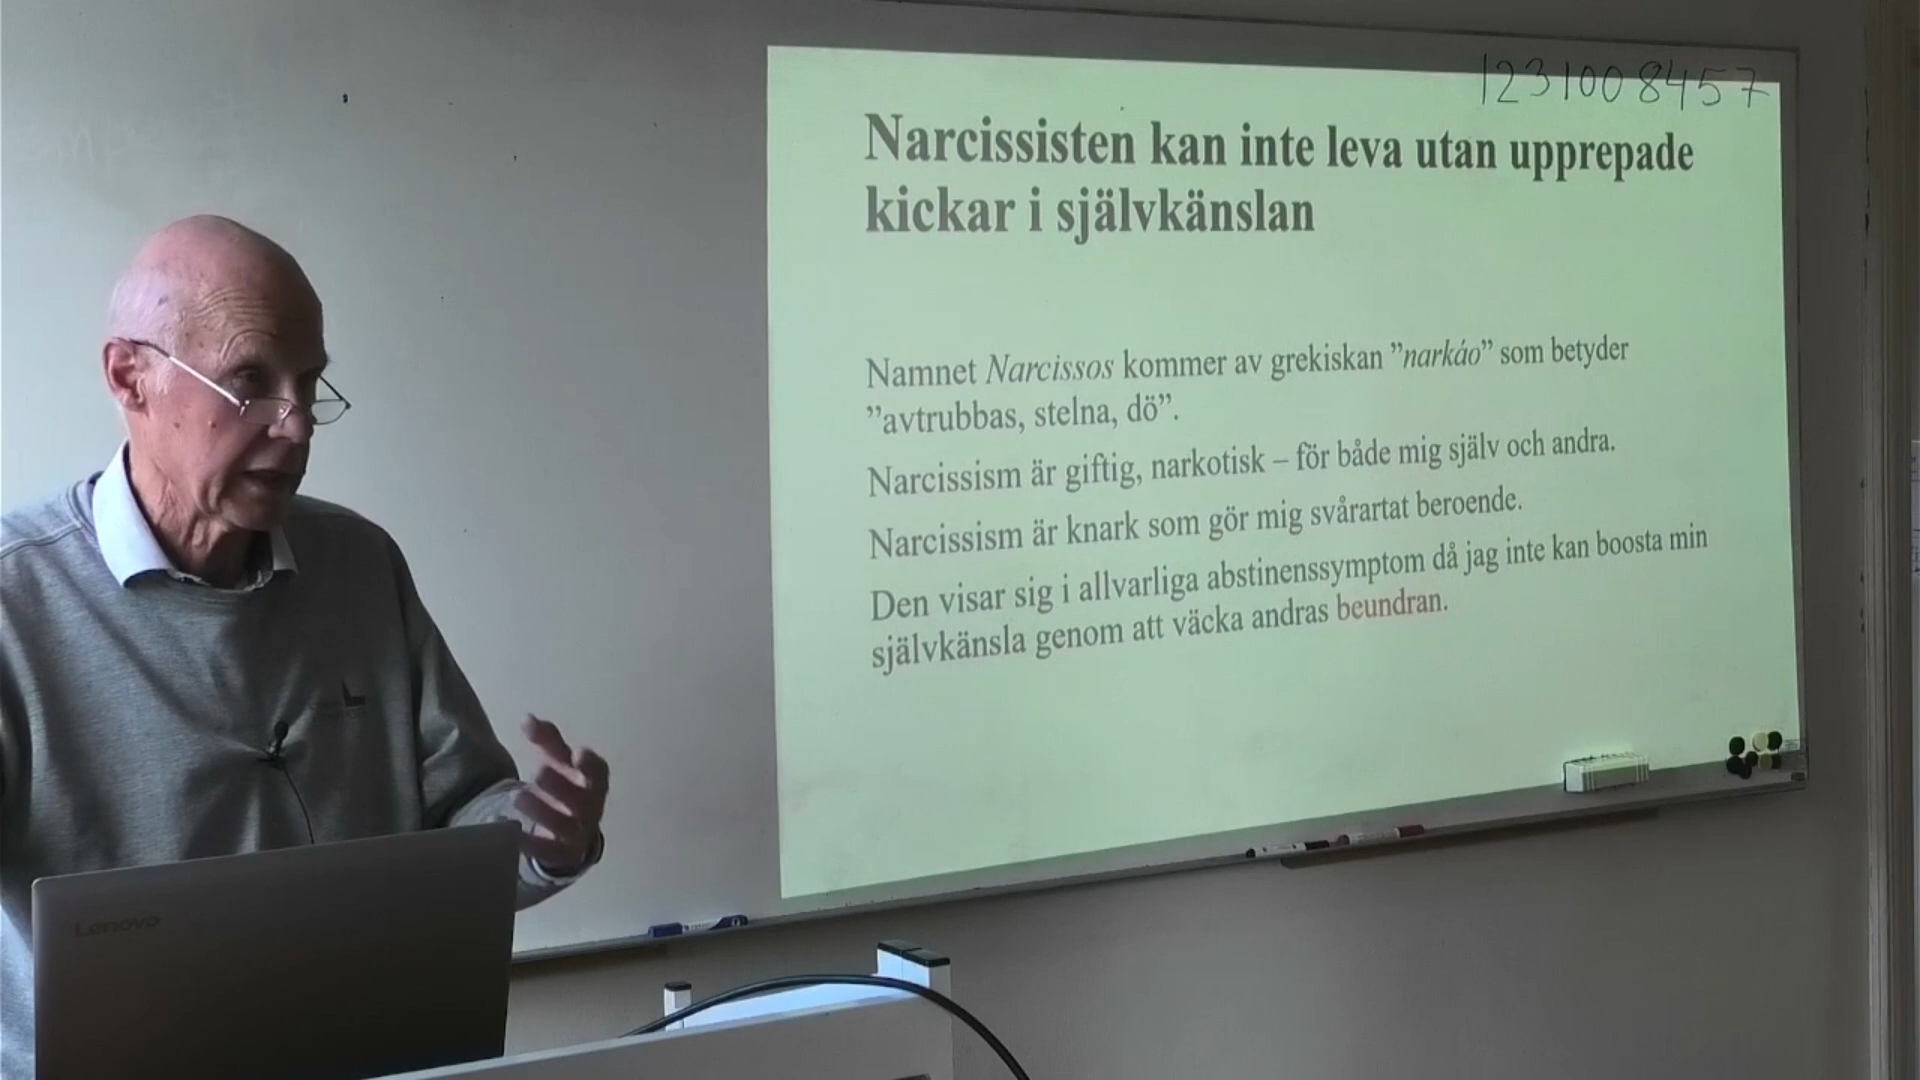 1231008457
Narcissisten kan inte leva utan upprepade
kickar i självkänslan
Namnet Narcissos kommer av grekiskan ”narkáo” som betyder
”avtrubbas, stelna, dö”.
Narcissism är giftig, narkotisk – för både mig själv och andra.
Narcissism är knark som gör mig svårartat beroende.
Den visar sig i allvarliga abstinenssymptom då jag inte kan boosta min
självkänsla genom att väcka andras beundran.
Lenovo